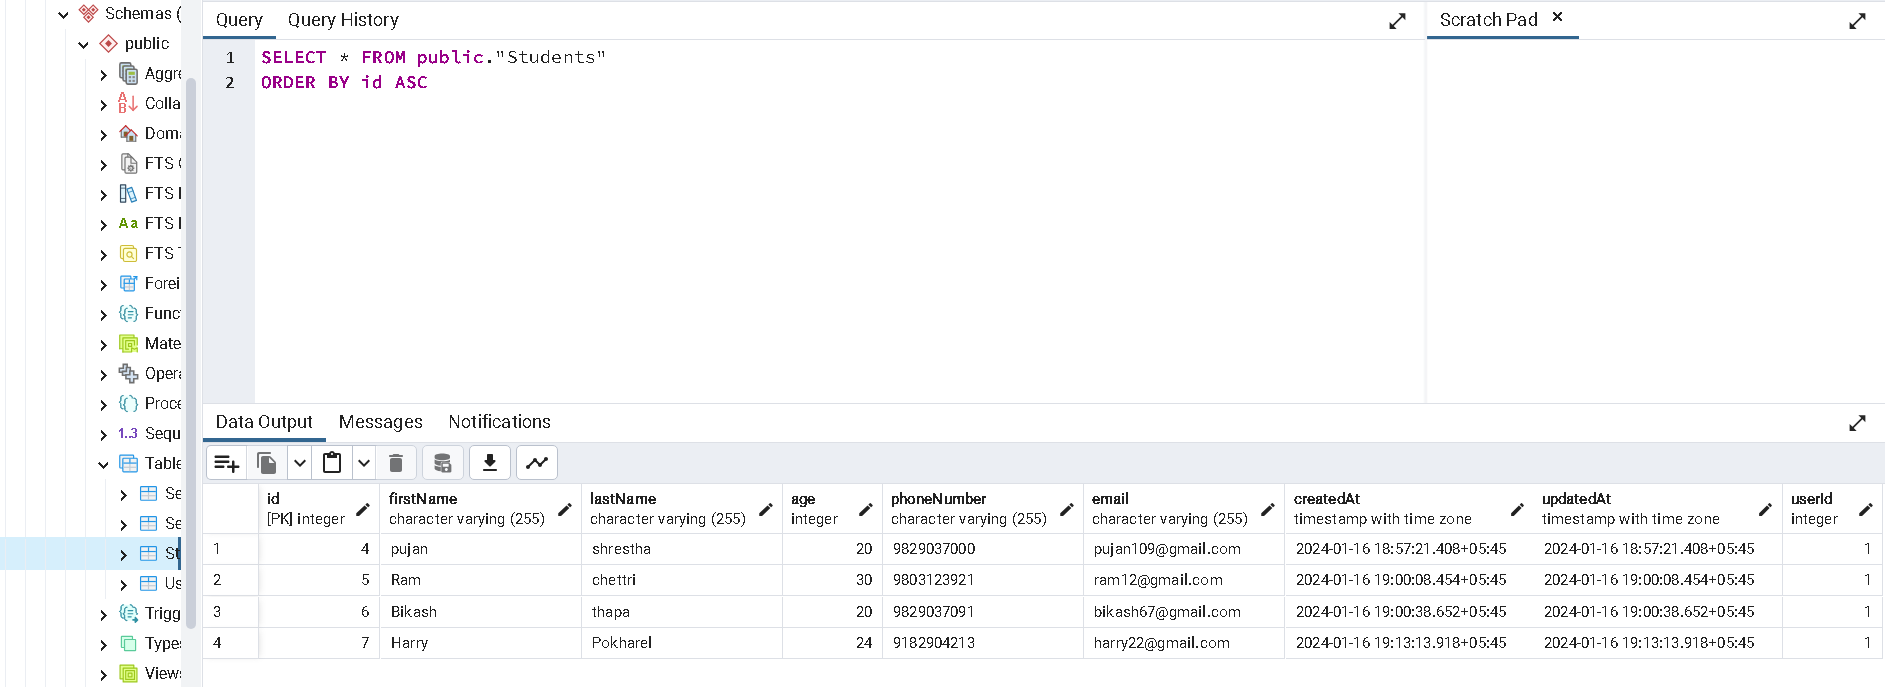 Schemas (
public
Aggre
Colla
Doma
FTS
FTS
Aa FTS
FTS
Forei
Func
Mate
Opera
Proce
1.3 Sequ
Table
Se
Se
St
Us
Trigg
Types
Views
Query Query History
1 SELECT * FROM public."Students"
2 ORDER BY id ASC
Scratch Pad ×
Data Output Messages Notifications
id firstName lastName age phoneNumber email createdAt updatedAt userId
[PK] integer character varying (255) character varying (255) integer character varying (255) character varying (255) timestamp with time zone timestamp with time zone integer
1 4 pujan shrestha 20 9829037000 pujan109@gmail.com 2024-01-16 18:57:21.408+05:45 2024-01-16 18:57:21.408+05:45 1
2 5 Ram chettri 30 9803123921 ram12@gmail.com 2024-01-16 19:00:08.454+05:45 2024-01-16 19:00:08.454+05:45 1
3 6 Bikash thapa 20 9829037091 bikash67@gmail.com 2024-01-16 19:00:38.652+05:45 2024-01-16 19:00:38.652+05:45 1
4 7 Harry Pokharel 24 9182904213 harry22@gmail.com 2024-01-16 19:13:13.918+05:45 2024-01-16 19:13:13.918+05:45 1